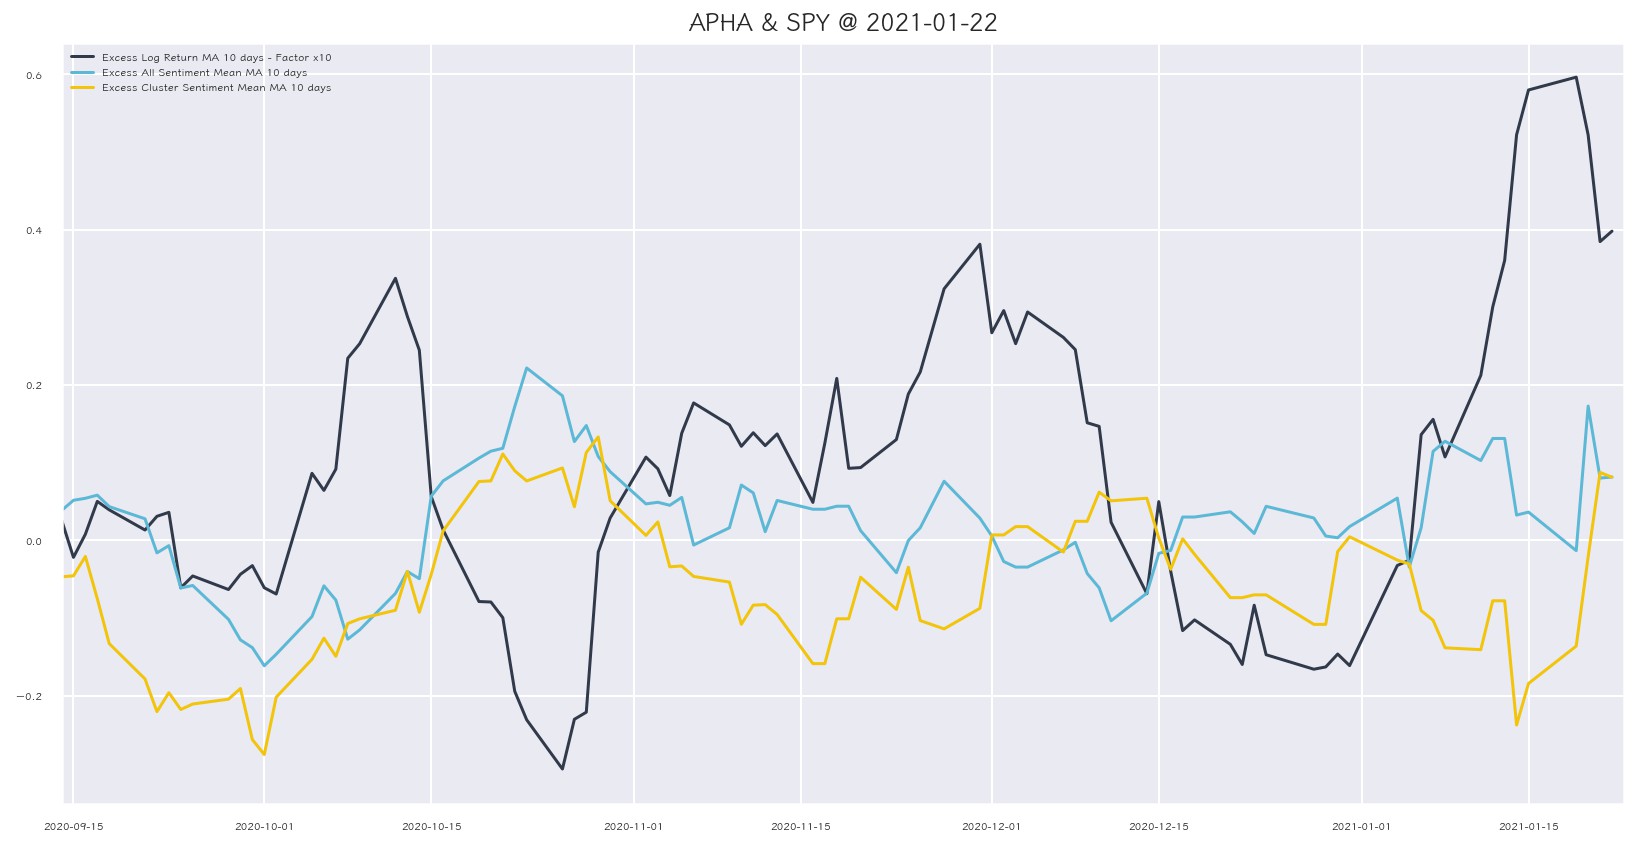 APHA & SPY @ 2021-01-22
Excess Log Return MA 10 days - Factor x10
Excess All Sentiment Mean MA 10 days
Excess Cluster Sentiment Mean MA 10 days
0.6
0.4
0.2
0.0
−0.2
2020-09-15 2020-10-01 2020-10-15 2020-11-01 2020-11-15 2020-12-01 2020-12-15 2021-01-01 2021-01-15